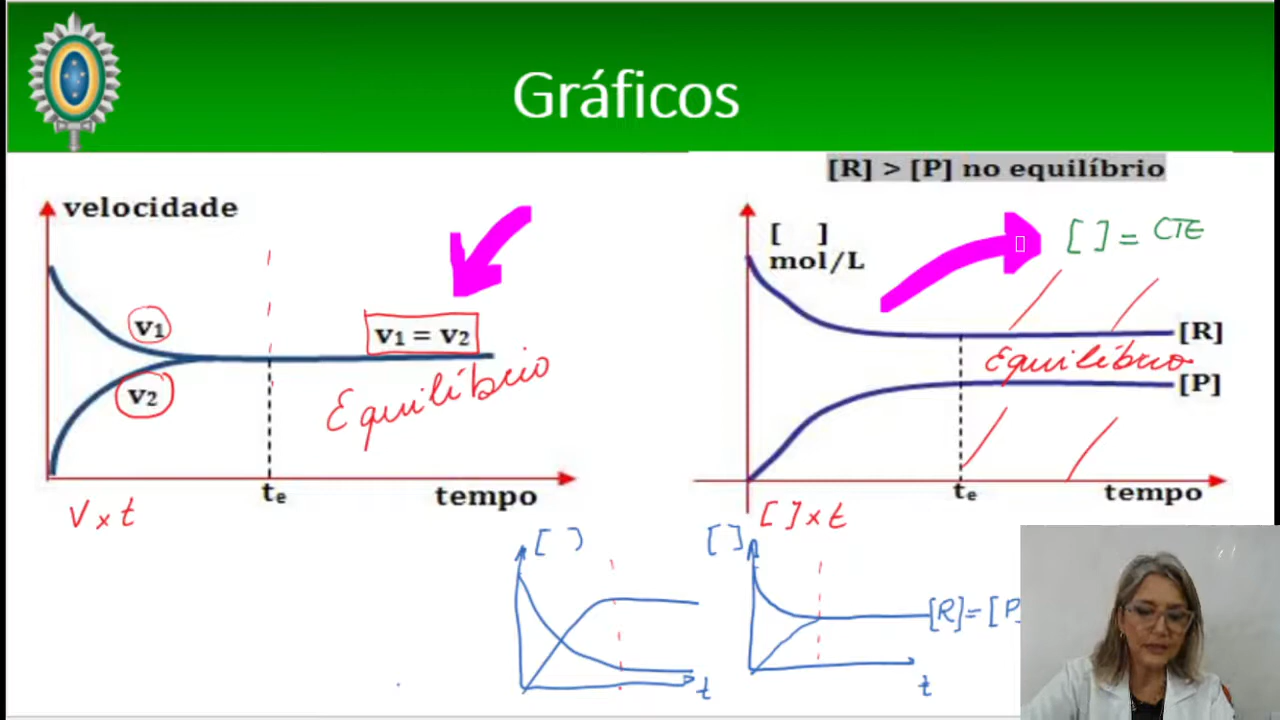 Gráficos
velocidade
v₁
v₂
v₁ = v₂
Equilíbrio
tₑ
tempo
V x t
[R] > [P] no equilíbrio
[ ]
mol/L
[ ] = CTE
[R]
Equilíbrio
[P]
tₑ
tempo
[ ] x t
[ ]
t
[ ]
[R] = [P]
t